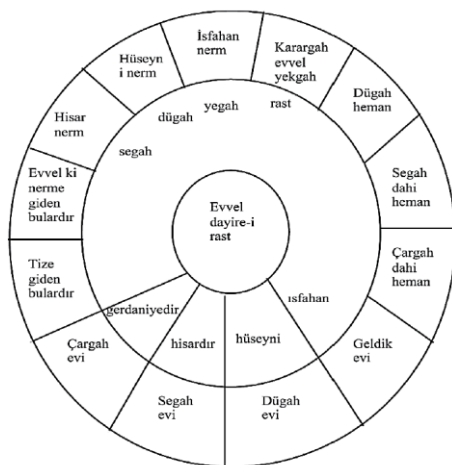 İsfahan
nerm
Karargah
evvel
yekgah
Dügah
heman
Segah
dahi
heman
Çargah
dahi
heman
Geldik
evi
Dügah
evi
Segah
evi
Çargah
evi
Tize
giden
bulardır
Evvel ki
nerme
giden
bulardır
Hisar
nerm
Hüseyn
i nerm
segah
dügah
yegah
rast
ısfahan
hüseyni
hisardır
gerdaniyedir
Evvel
dayire-i
rast